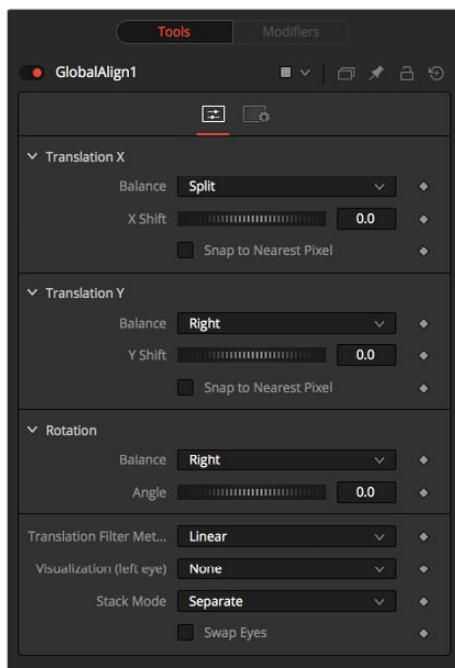 Tools Modifiers
GlobalAlign1
Translation X
Balance Split
X Shift 0.0
Snap to Nearest Pixel
Translation Y
Balance Right
Y Shift 0.0
Snap to Nearest Pixel
Rotation
Balance Right
Angle 0.0
Translation Filter Met... Linear
Visualization (left eye) None
Stack Mode Separate
Swap Eyes